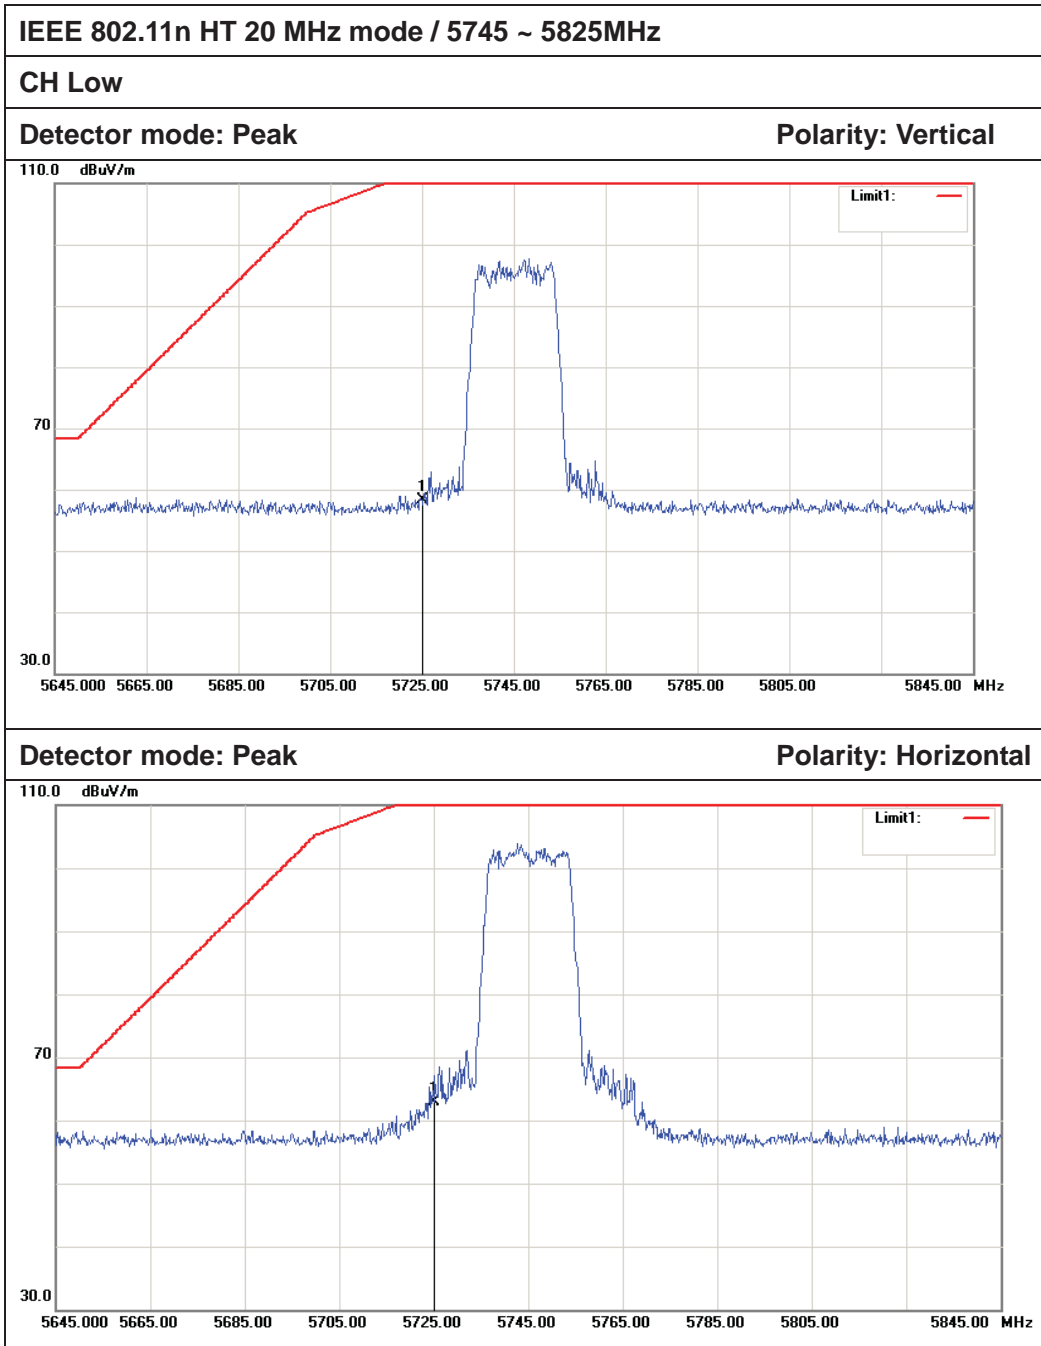 IEEE 802.11n HT 20 MHz mode / 5745 ~ 5825MHz
CH Low
Detector mode: Peak Polarity: Vertical
110.0 dBuV/m
Limit1:
70
1
30.0
5645.000 5665.00 5685.00 5705.00 5725.00 5745.00 5765.00 5785.00 5805.00 5845.00 MHz
Detector mode: Peak Polarity: Horizontal
110.0 dBuV/m
Limit1:
70
1
30.0
5645.000 5665.00 5685.00 5705.00 5725.00 5745.00 5765.00 5785.00 5805.00 5845.00 MHz